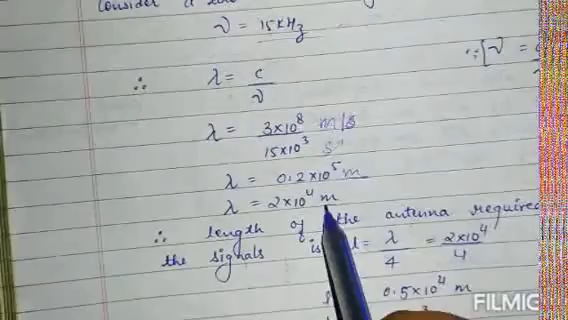 Consider a
ν = 15 KHz
∴ λ = c / ν
∵ [ν =
λ = 3×10⁸ m/s / 15×10³ s⁻¹
λ = 0.2×10⁵ m
λ = 2×10⁴ m
∴ length of the antenna required
the signals is l = λ/4 = 2×10⁴/4
0.5×10⁴ m
FILMIG